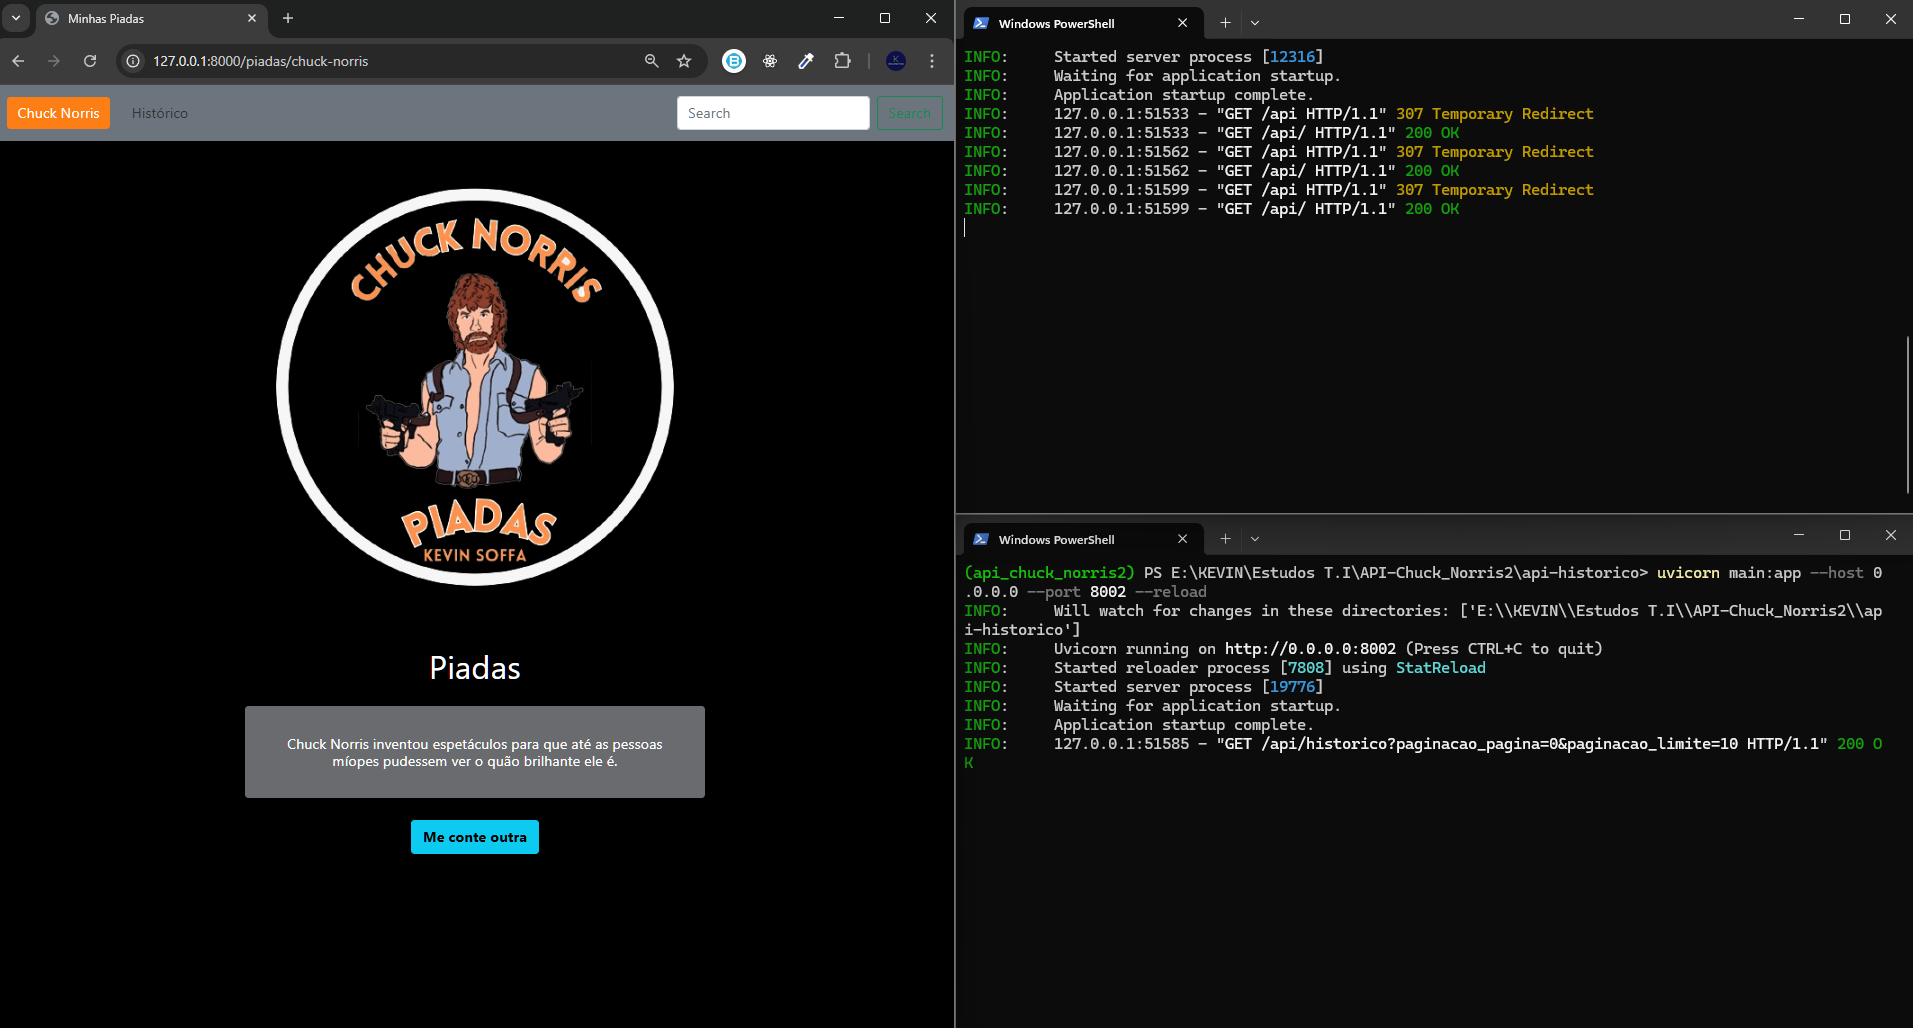 Minhas Piadas
127.0.0.1:8000/piadas/chuck-norris
Chuck Norris
Histórico
Search
Search
CHUCK NORRIS
PIADAS
KEVIN SOFFA
Piadas
Chuck Norris inventou espetáculos para que até as pessoas
míopes pudessem ver o quão brilhante ele é.
Me conte outra
Windows PowerShell
INFO:     Started server process [12316]
INFO:     Waiting for application startup.
INFO:     Application startup complete.
INFO:     127.0.0.1:51533 - "GET /api HTTP/1.1" 307 Temporary Redirect
INFO:     127.0.0.1:51533 - "GET /api/ HTTP/1.1" 200 OK
INFO:     127.0.0.1:51562 - "GET /api HTTP/1.1" 307 Temporary Redirect
INFO:     127.0.0.1:51562 - "GET /api/ HTTP/1.1" 200 OK
INFO:     127.0.0.1:51599 - "GET /api HTTP/1.1" 307 Temporary Redirect
INFO:     127.0.0.1:51599 - "GET /api/ HTTP/1.1" 200 OK
Windows PowerShell
(api_chuck_norris2) PS E:\KEVIN\Estudos T.I\API-Chuck_Norris2\api-historico> uvicorn main:app --host 0
.0.0.0 --port 8002 --reload
INFO:     Will watch for changes in these directories: ['E:\\KEVIN\\Estudos T.I\\API-Chuck_Norris2\\ap
i-historico']
INFO:     Uvicorn running on http://0.0.0.0:8002 (Press CTRL+C to quit)
INFO:     Started reloader process [7808] using StatReload
INFO:     Started server process [19776]
INFO:     Waiting for application startup.
INFO:     Application startup complete.
INFO:     127.0.0.1:51585 - "GET /api/historico?paginacao_pagina=0&paginacao_limite=10 HTTP/1.1" 200 O
K